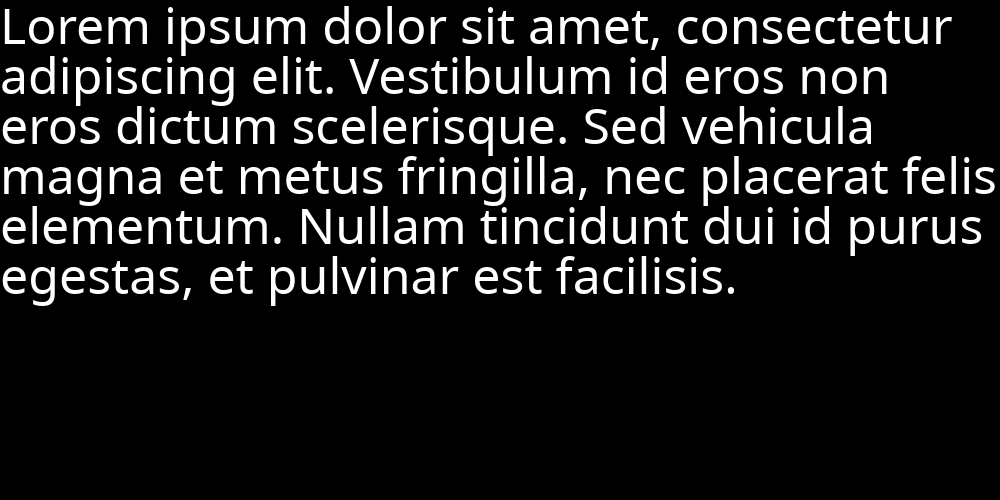 Lorem ipsum dolor sit amet, consectetur
adipiscing elit. Vestibulum id eros non
eros dictum scelerisque. Sed vehicula
magna et metus fringilla, nec placerat felis
elementum. Nullam tincidunt dui id purus
egestas, et pulvinar est facilisis.